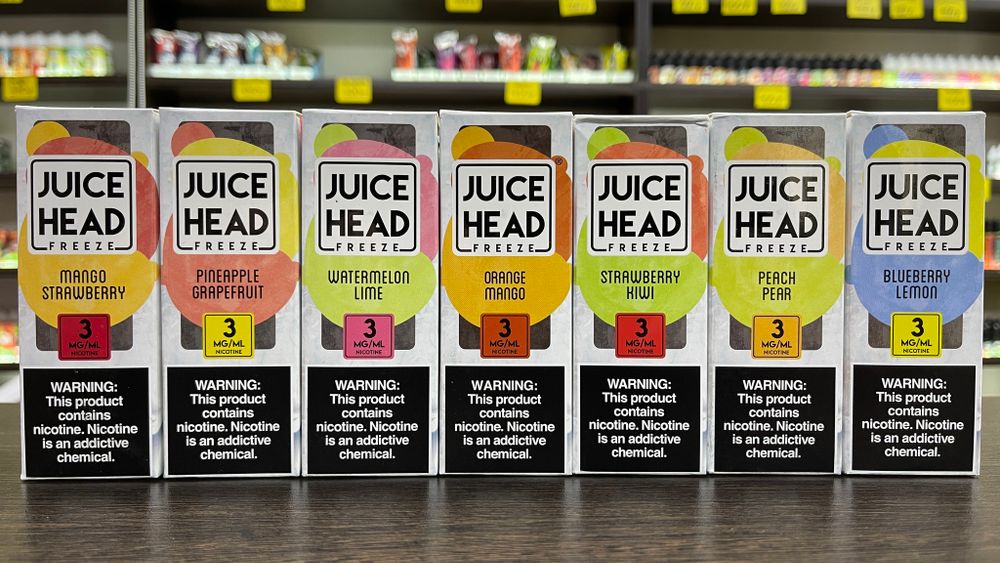 JUICE
HEAD
FREEZE
MANGO
STRAWBERRY
3
MG/ML
NICOTINE
WARNING:
This product
contains
nicotine. Nicotine
is an addictive
chemical.
JUICE
HEAD
FREEZE
PINEAPPLE
GRAPEFRUIT
3
MG/ML
NICOTINE
WARNING:
This product
contains
nicotine. Nicotine
is an addictive
chemical.
JUICE
HEAD
FREEZE
WATERMELON
LIME
3
MG/ML
NICOTINE
WARNING:
This product
contains
nicotine. Nicotine
is an addictive
chemical.
JUICE
HEAD
FREEZE
®
ORANGE
MANGO
3
MG/ML
NICOTINE
WARNING:
This product
contains
nicotine. Nicotine
is an addictive
chemical.
JUICE
HEAD
FREEZE
STRAWBERRY
KIWI
3
MG/ML
NICOTINE
WARNING:
This product
contains
nicotine. Nicotine
is an addictive
chemical.
JUICE
HEAD
FREEZE
PEACH
PEAR
3
MG/ML
NICOTINE
WARNING:
This product
contains
nicotine. Nicotine
is an addictive
chemical.
JUICE
HEAD
FREEZE
BLUEBERRY
LEMON
3
MG/ML
NICOTINE
WARNING:
This product
contains
nicotine. Nicotine
is an addictive
chemical.